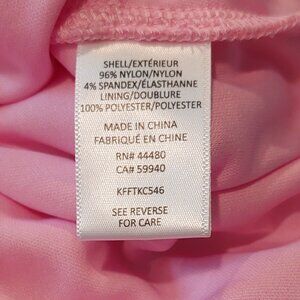 SHELL/EXTÉRIEUR
96% NYLON/NYLON
4% SPANDEX/ÉLASTHANNE
LINING/DOUBLURE
100% POLYESTER/POLYESTER
MADE IN CHINA
FABRIQUÉ EN CHINE
RN# 44480
CA# 59940
KFFTKC546
SEE REVERSE
FOR CARE